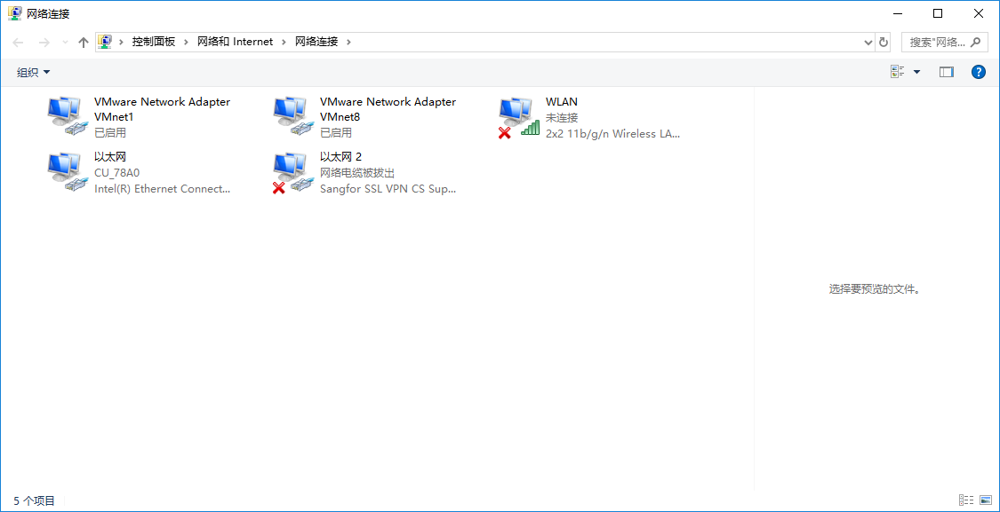 网络连接
控制面板 网络和 Internet 网络连接
搜索"网络...
组织
VMware Network Adapter
VMnet1
已启用
VMware Network Adapter
VMnet8
已启用
WLAN
未连接
2x2 11b/g/n Wireless LA...
以太网
CU_78A0
Intel(R) Ethernet Connect...
以太网 2
网络电缆被拔出
Sangfor SSL VPN CS Sup...
选择要预览的文件。
5 个项目